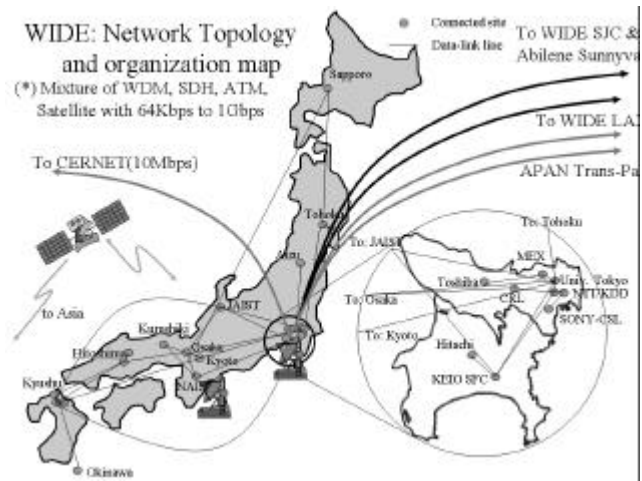 WIDE: Network Topology
and organization map
(*) Mixture of WDM, SDH, ATM,
Satellite with 64Kbps to 1Gbps
Connected site
Data-link line
To WIDE SJC &
Abilene Sunnyva
To WIDE LA
APAN Trans-Pa
To CERNET(10Mbps)
Sapporo
Tohoku
Aizu
JAIST
to Asia
Kurashiki
Hiroshima
Osaka
Kyoto
NAIST
Kyushu
Okinawa
To: Tohoku
To: JAIST
MEX
Toshiba
Univ. Tokyo
To: Osaka
CRL
NTT/KDD
SONY-CSL
To: Kyoto
Hitachi
KEIO SFC